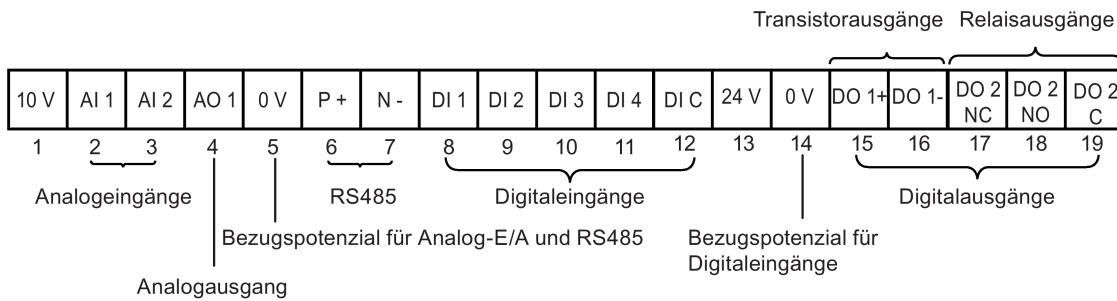 Transistorausgänge Relaisausgänge
10 V AI 1 AI 2 AO 1 0 V P + N - DI 1 DI 2 DI 3 DI 4 DI C 24 V 0 V DO 1+ DO 1- DO 2 NC DO 2 NO DO 2 C
1 2 3 4 5 6 7 8 9 10 11 12 13 14 15 16 17 18 19
Analogeingänge RS485 Digitaleingänge Digitalausgänge
Bezugspotenzial für Analog-E/A und RS485 Bezugspotenzial für
Digitaleingänge
Analogausgang